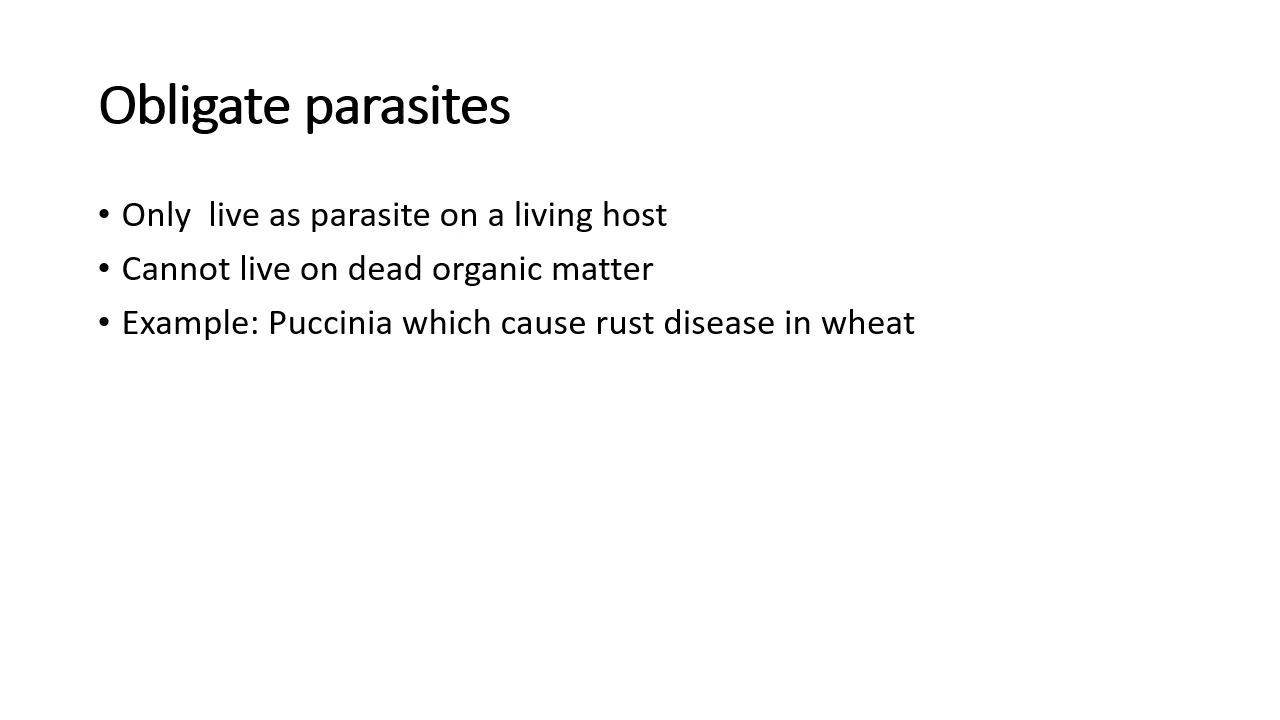 Obligate parasites
• Only  live as parasite on a living host
• Cannot live on dead organic matter
• Example: Puccinia which cause rust disease in wheat